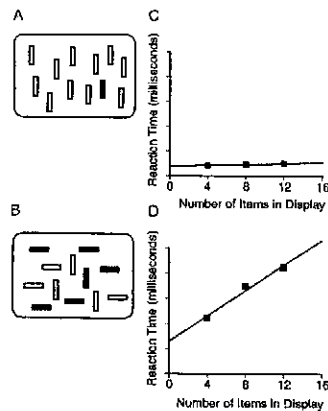 A
C
Reaction Time (milliseconds)
0 4 8 12 16
Number of Items in Display
B
D
Reaction Time (milliseconds)
0 4 8 12 16
Number of Items in Display